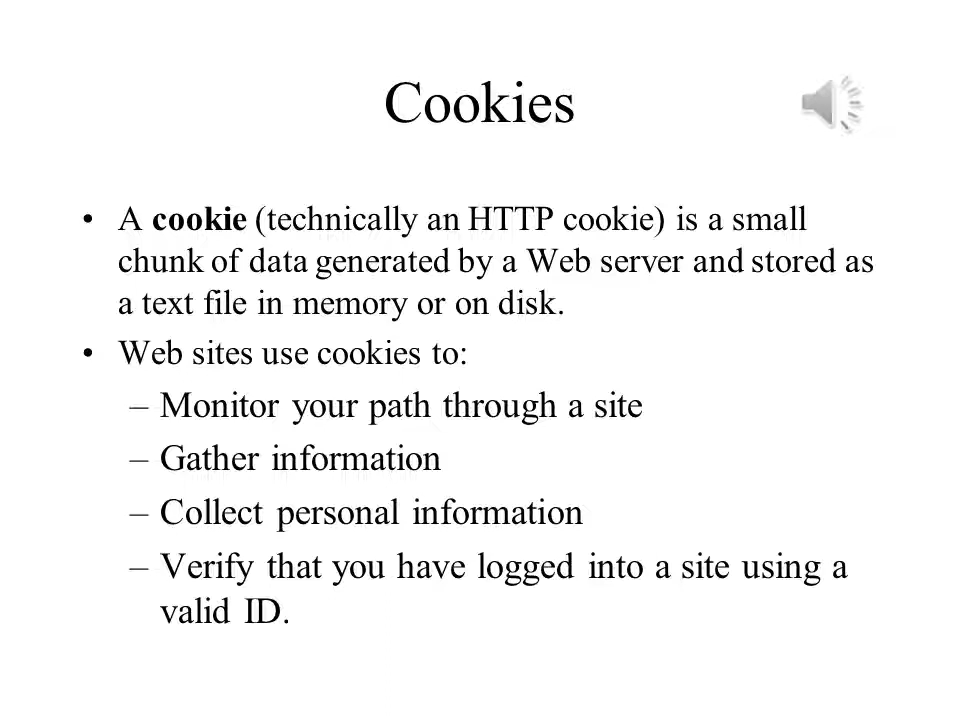 Cookies
• A cookie (technically an HTTP cookie) is a small
chunk of data generated by a Web server and stored as
a text file in memory or on disk.
• Web sites use cookies to:
– Monitor your path through a site
– Gather information
– Collect personal information
– Verify that you have logged into a site using a
valid ID.